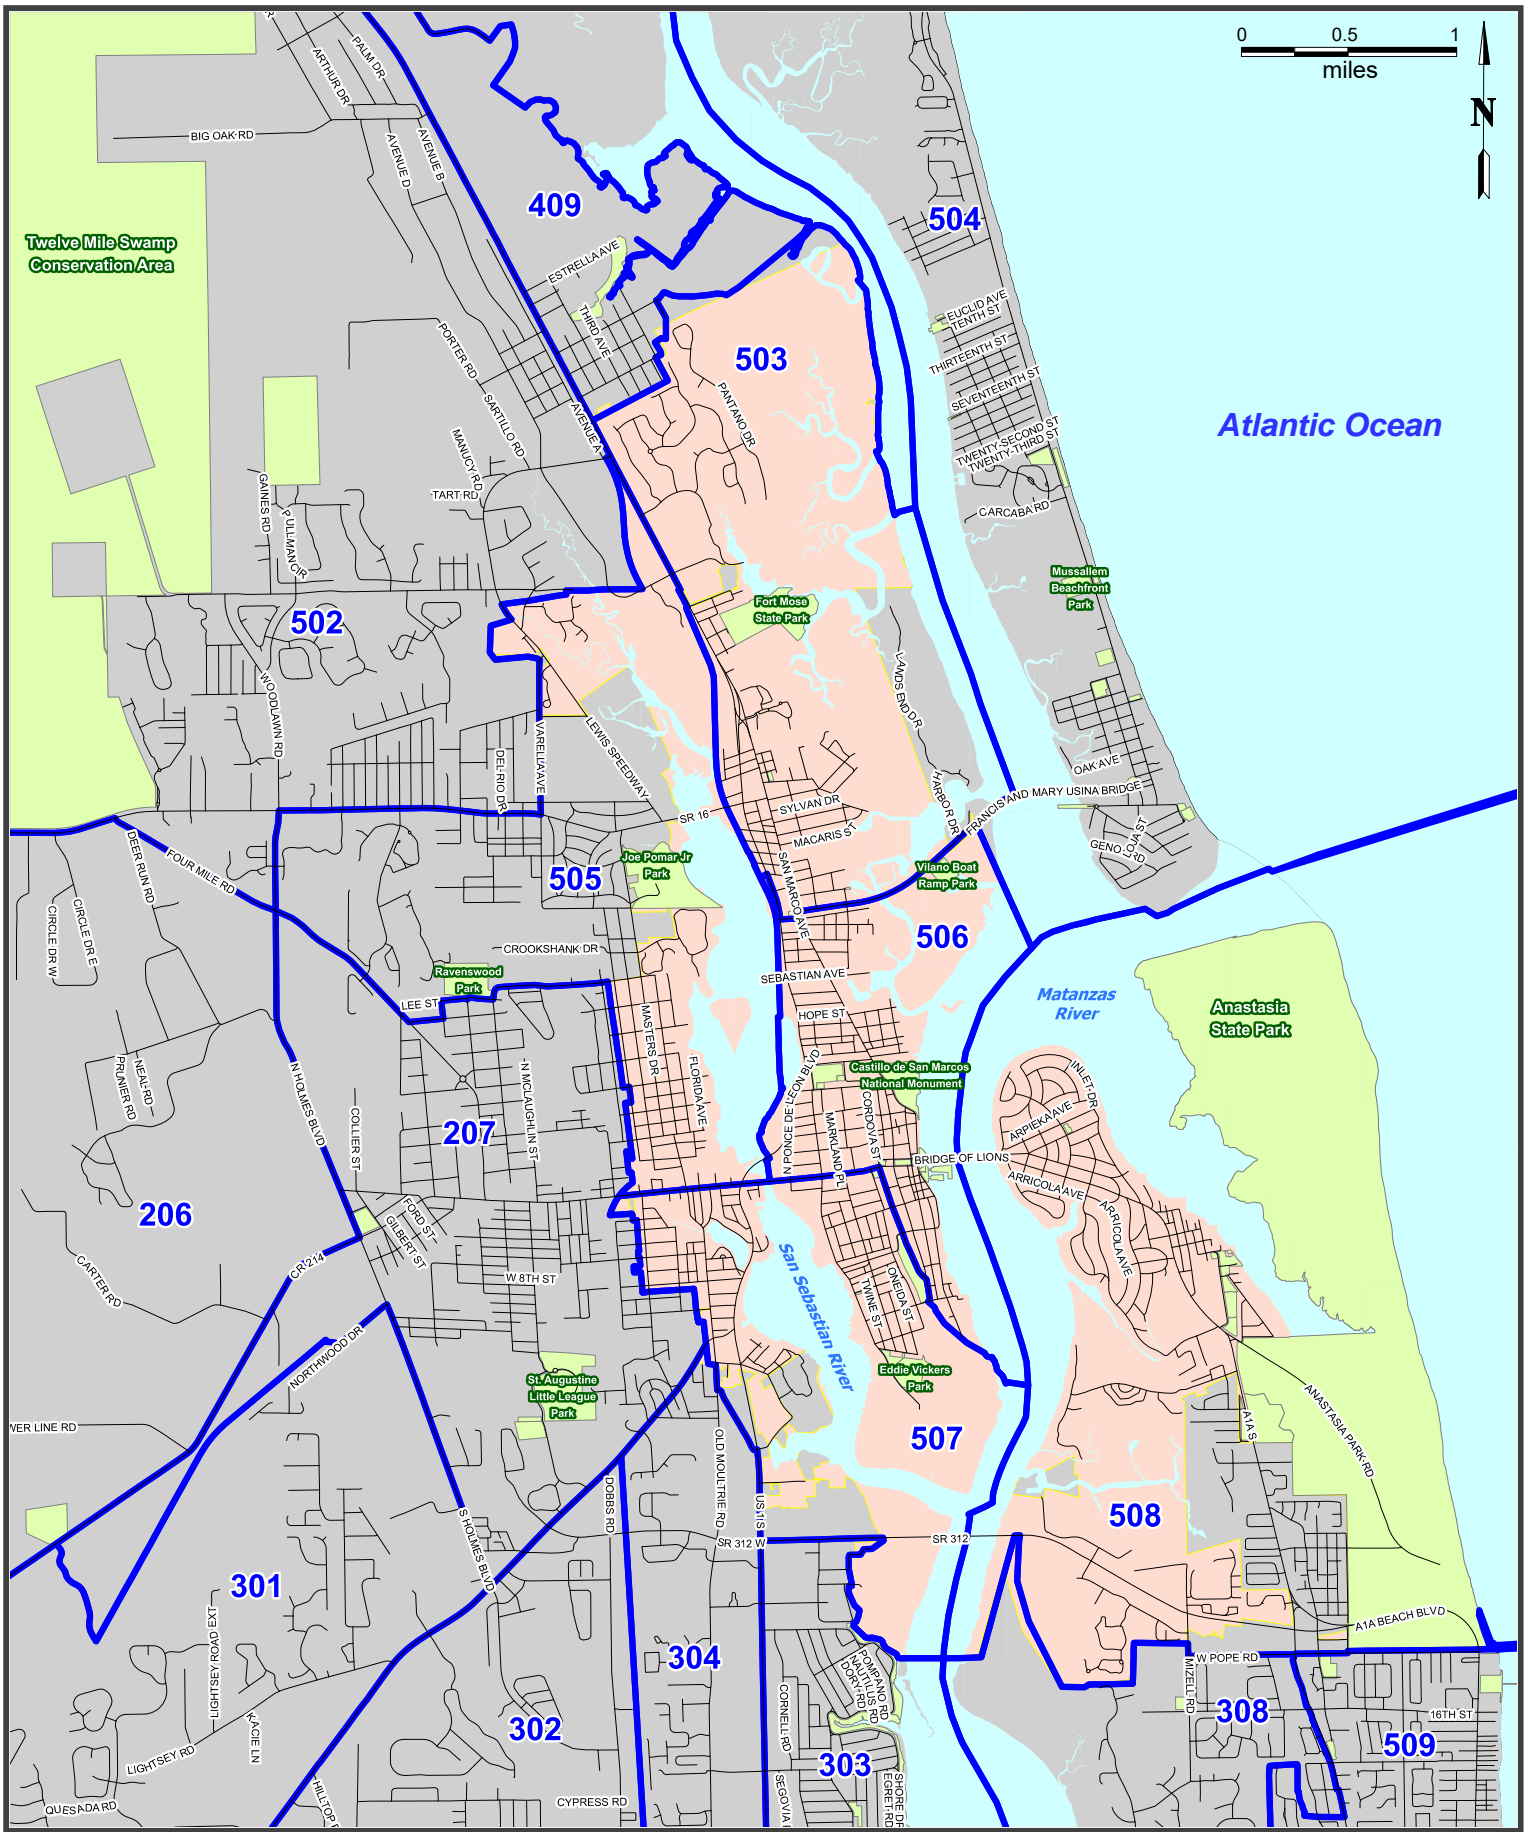 0 0.5 1
miles
N
PALM DR
ARTHUR DR
BIG OAK RD
AVENUE D
AVENUE B
409
504
Twelve Mile Swamp
Conservation Area
ESTRELLA AVE
THIRD AVE
EUCLID AVE
TENTH ST
PORTER RD
503
THIRTEENTH ST
SEVENTEENTH ST
PANTANO DR
SARTILLO RD
AVENUE A
Atlantic Ocean
TWENTY-SECOND ST
TWENTY-THIRD ST
MANUCY RD
TART RD
GAINES RD
PULLMAN CIR
CARCABA RD
Mussallem
Beachfront
Park
Fort Mose
State Park
502
LANDS END DR
WOODLAWN RD
VARELLA AVE
LEWIS SPEEDWAY
DEL RIO DR
OAK AVE
HARBOR DR
FRANCIS AND MARY USINA BRIDGE
SYLVAN DR
SR 16
MACARIS ST
DEER RUN RD
FOUR MILE RD
GENOA RD
Joe Pomar Jr
Park
SAN MARCO AVE
Vilano Boat
Ramp Park
505
CIRCLE DR W
CIRCLE DR E
506
CROOKSHANK DR
Ravenswood
Park
SEBASTIAN AVE
Matanzas
River
Anastasia
State Park
LEE ST
MASTERS DR
HOPE ST
N HOLMES BLVD
PRUNIER RD
NEAL RD
FLORIDA AVE
N PONCE DE LEON BLVD
Castillo de San Marcos
National Monument
INLET DR
COLLIER ST
N MCLAUGHLIN ST
207
MARKLAND PL
CORDOVA ST
ARPIEKA AVE
BRIDGE OF LIONS
ARRICOLA AVE
206
FORD ST
GILBERT ST
ARRICOLA AVE
CARTER RD
CR 214
W 8TH ST
San Sebastian River
TWINE ST
ONEIDA ST
NORTHWOOD DR
St. Augustine
Little League
Park
Eddie Vickers
Park
ANASTASIA PARK RD
A1A S
WER LINE RD
507
OLD MOULTRIE RD
DOBBS RD
US 1 S
S HOLMES BLVD
508
SR 312 W
SR 312
301
LIGHTSEY ROAD EXT
A1A BEACH BLVD
304
POMPANO RD
NAUTILUS RD
DORY RD
W POPE RD
MIZELL RD
302
KACIE LN
CORNELL RD
308
16TH ST
509
LIGHTSEY RD
303
HILLTOP
SEGOVIA
SHORE DR
EGRET RD
QUESADA RD
CYPRESS RD